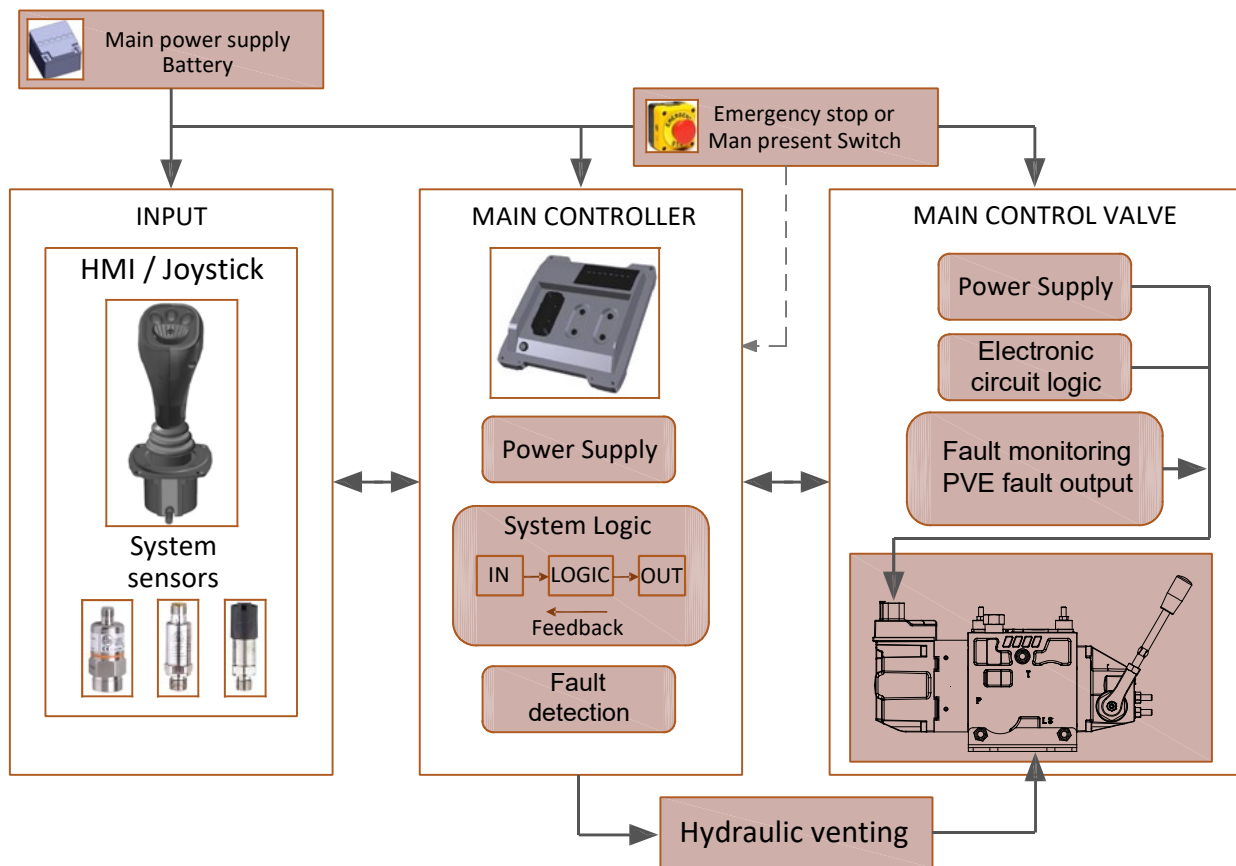 Main power supply
Battery
Emergency stop or
Man present Switch
INPUT
HMI / Joystick
System
sensors
MAIN CONTROLLER
Power Supply
System Logic
IN
LOGIC
OUT
Feedback
Fault
detection
MAIN CONTROL VALVE
Power Supply
Electronic
circuit logic
Fault monitoring
PVE fault output
P
T
LS
Hydraulic venting